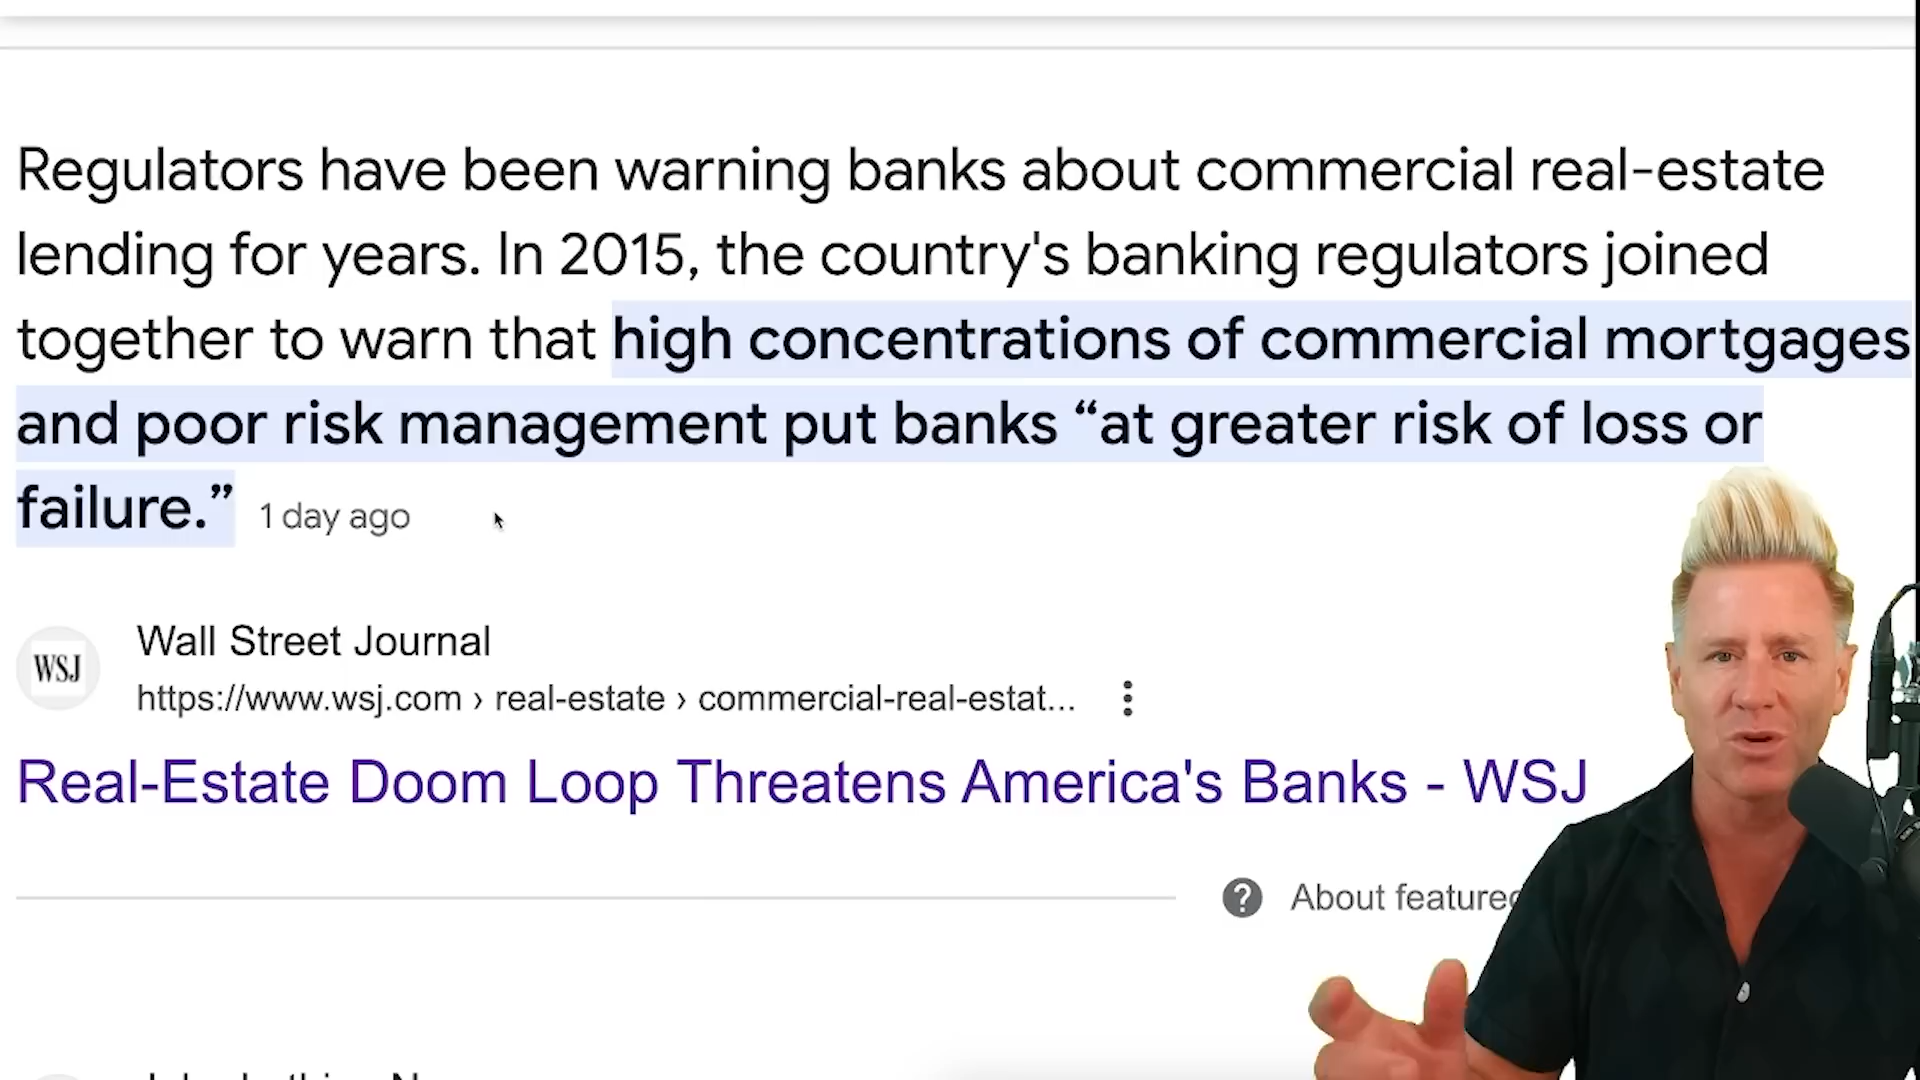 Regulators have been warning banks about commercial real-estate
lending for years. In 2015, the country's banking regulators joined
together to warn that high concentrations of commercial mortgages
and poor risk management put banks “at greater risk of loss or
failure.” 1 day ago
WSJ
Wall Street Journal
https://www.wsj.com › real-estate › commercial-real-estat...
Real-Estate Doom Loop Threatens America's Banks - WSJ
About featured